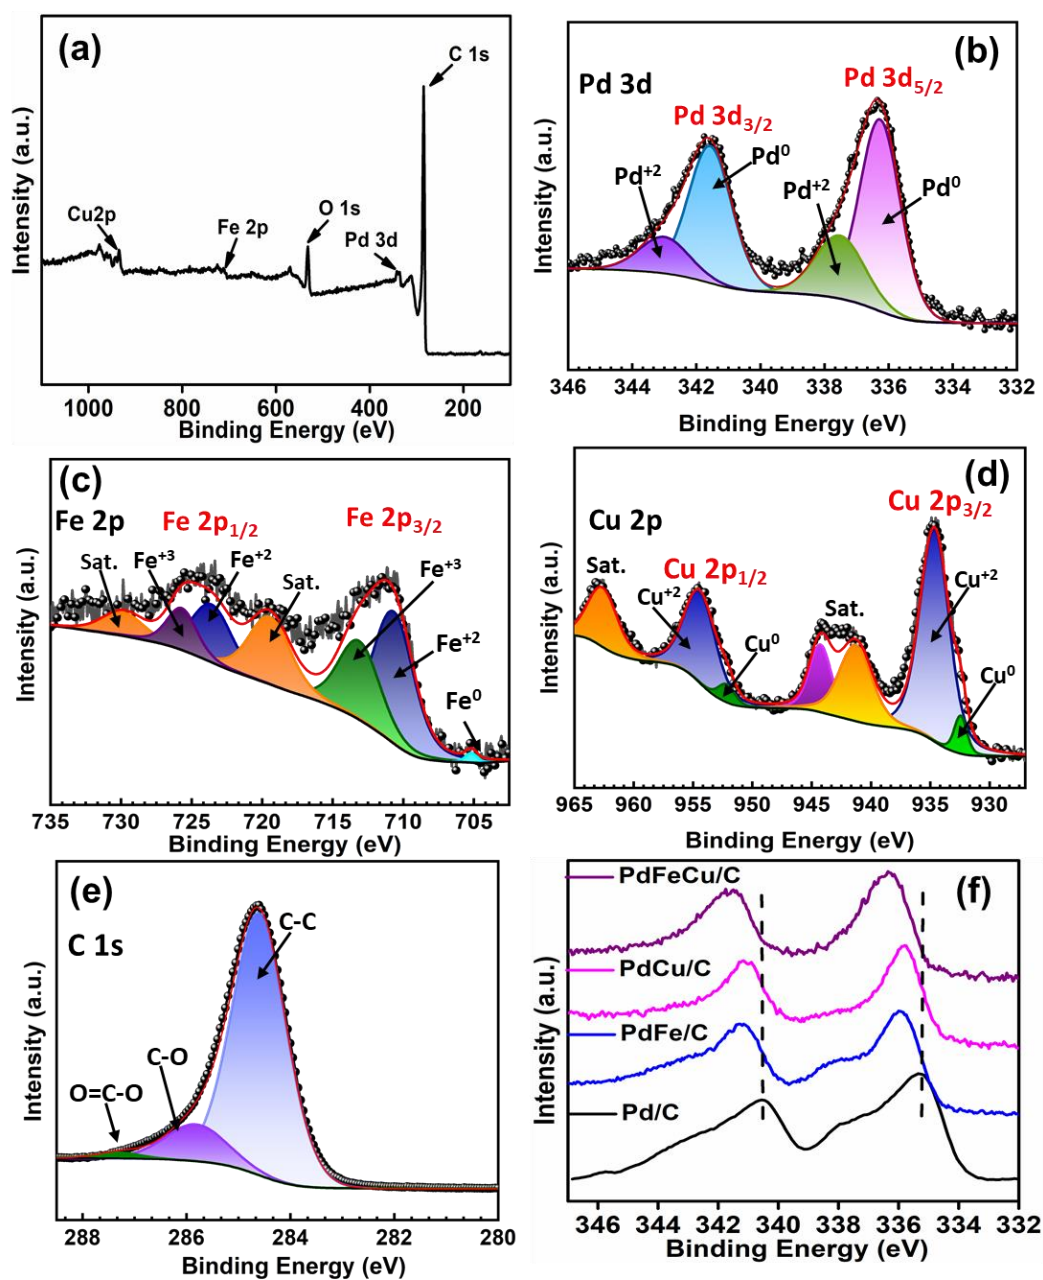 (a)
C 1s
O 1s
Cu2p
Fe 2p
Pd 3d
Intensity (a.u.)
1000 800 600 400 200
Binding Energy (eV)
(b)
Pd 3d
Pd 3d5/2
Pd 3d3/2
Pd0
Pd+2
Pd+2
Pd0
Intensity (a.u.)
346 344 342 340 338 336 334 332
Binding Energy (eV)
(c)
Fe 2p
Fe 2p1/2
Fe 2p3/2
Sat.
Fe+3
Fe+2
Sat.
Fe+3
Fe+2
Fe0
Intensity (a.u.)
735 730 725 720 715 710 705
Binding Energy (eV)
(d)
Cu 2p
Cu 2p3/2
Sat.
Cu 2p1/2
Cu+2
Cu+2
Sat.
Cu0
Cu0
Intensity (a.u.)
965 960 955 950 945 940 935 930
Binding Energy (eV)
(e)
C 1s
C-C
C-O
O=C-O
Intensity (a.u.)
288 286 284 282 280
Binding Energy (eV)
(f)
PdFeCu/C
PdCu/C
PdFe/C
Pd/C
Intensity (a.u.)
346 344 342 340 338 336 334 332
Binding Energy (eV)